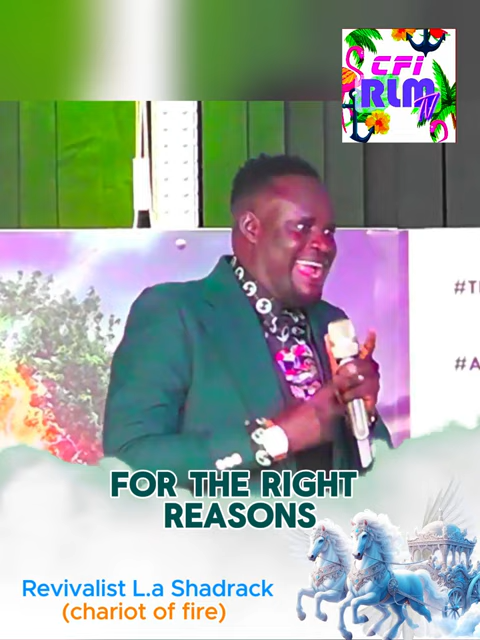 CFi
RLM
TV
#T
#A
FOR THE RIGHT
REASONS
Revivalist L.a Shadrack
(chariot of fire)